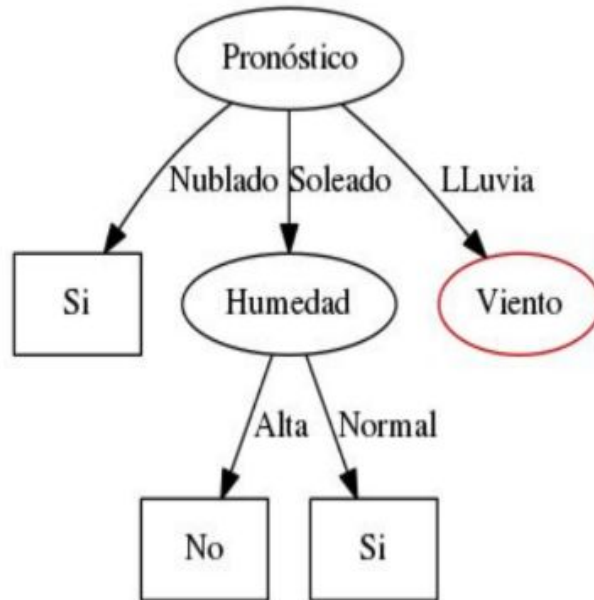 Pronóstico
Nublado Soleado LLuvia
Si Humedad Viento
Alta Normal
No Si